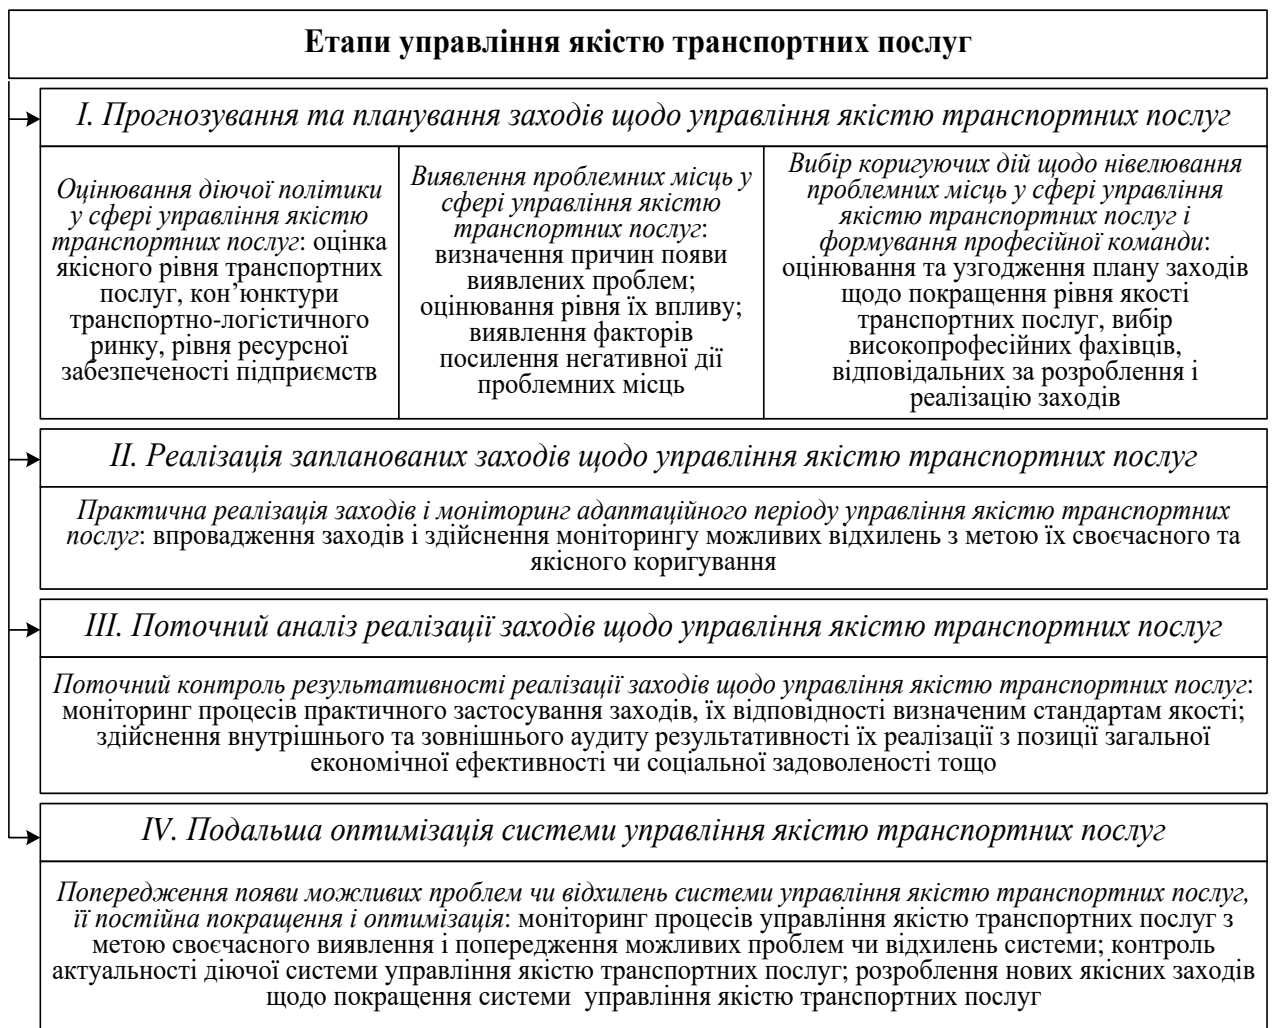 Етапи управління якістю транспортних послуг
I. Прогнозування та планування заходів щодо управління якістю транспортних послуг
Оцінювання діючої політики
у сфері управління якістю
транспортних послуг: оцінка
якісного рівня транспортних
послуг, кон’юнктури
транспортно-логістичного
ринку, рівня ресурсної
забезпеченості підприємств
Виявлення проблемних місць у
сфері управління якістю
транспортних послуг:
визначення причин появи
виявлених проблем;
оцінювання рівня їх впливу;
виявлення факторів
посилення негативної дії
проблемних місць
Вибір коригуючих дій щодо нівелювання
проблемних місць у сфері управління
якістю транспортних послуг і
формування професійної команди:
оцінювання та узгодження плану заходів
щодо покращення рівня якості
транспортних послуг, вибір
високопрофесійних фахівців,
відповідальних за розроблення і
реалізацію заходів
II. Реалізація запланованих заходів щодо управління якістю транспортних послуг
Практична реалізація заходів і моніторинг адаптаційного періоду управління якістю транспортних
послуг: впровадження заходів і здійснення моніторингу можливих відхилень з метою їх своєчасного та
якісного коригування
III. Поточний аналіз реалізації заходів щодо управління якістю транспортних послуг
Поточний контроль результативності реалізації заходів щодо управління якістю транспортних послуг:
моніторинг процесів практичного застосування заходів, їх відповідності визначеним стандартам якості;
здійснення внутрішнього та зовнішнього аудиту результативності їх реалізації з позиції загальної
економічної ефективності чи соціальної задоволеності тощо
IV. Подальша оптимізація системи управління якістю транспортних послуг
Попередження появи можливих проблем чи відхилень системи управління якістю транспортних послуг,
її постійна покращення і оптимізація: моніторинг процесів управління якістю транспортних послуг з
метою своєчасного виявлення і попередження можливих проблем чи відхилень системи; контроль
актуальності діючої системи управління якістю транспортних послуг; розроблення нових якісних заходів
щодо покращення системи управління якістю транспортних послуг